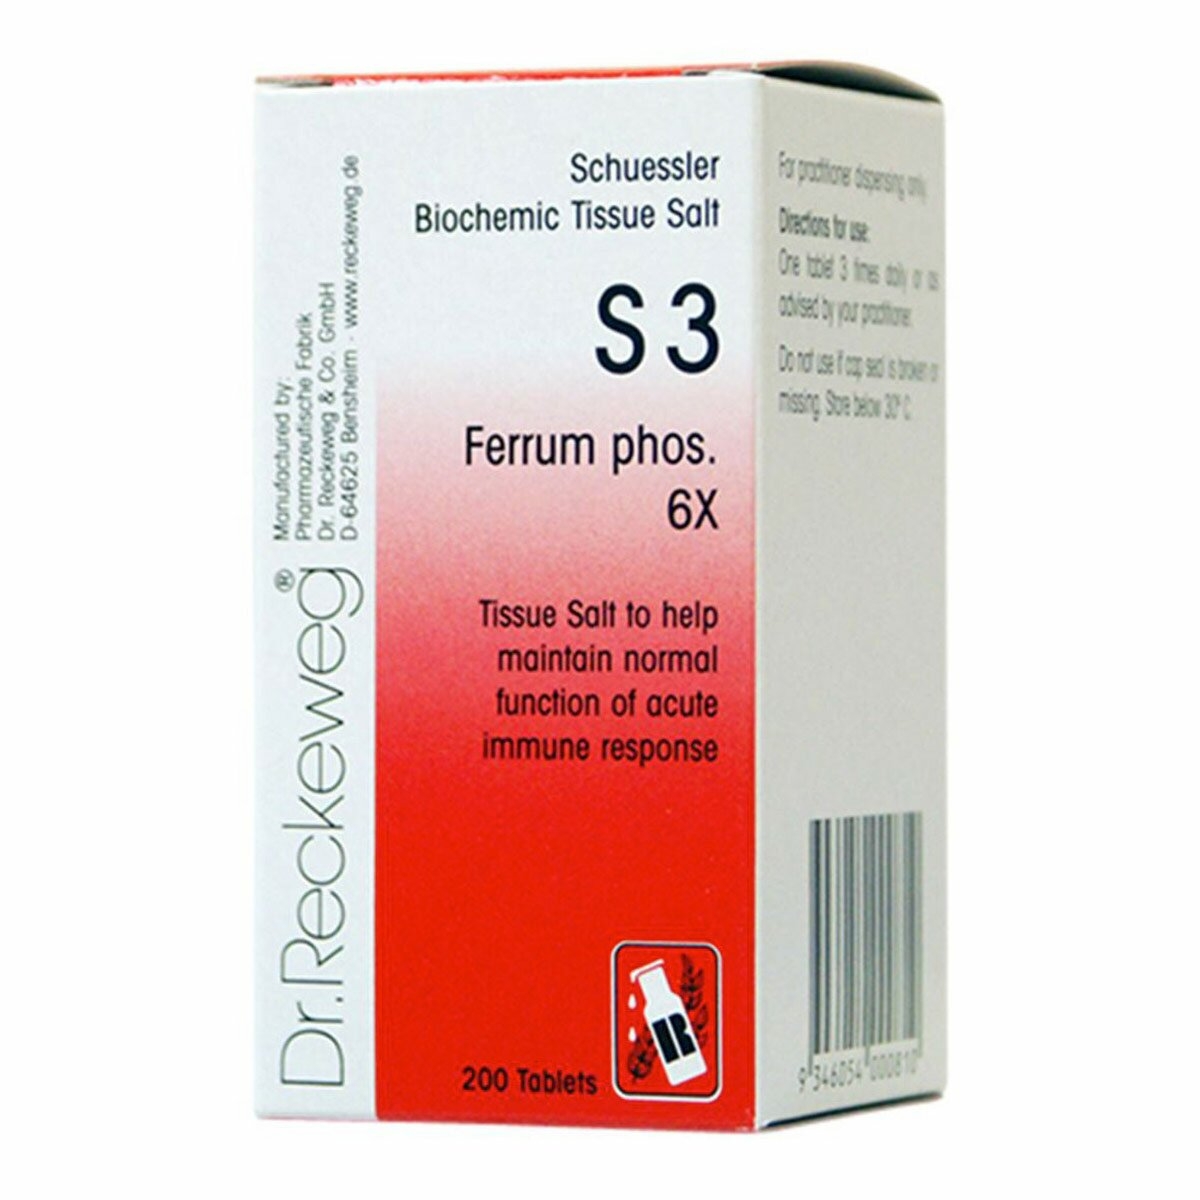 Schuessler
Biochemic Tissue Salt
S 3
Ferrum phos.
6X
Tissue Salt to help
maintain normal
function of acute
immune response
200 Tablets
R
Dr.Reckeweg®
Manufactured by:
Pharmazeutische Fabrik
Dr. Reckeweg & Co. GmbH
D-64625 Bensheim - www.reckeweg.de
For practitioner dispensing only.
Directions for use:
One tablet 3 times daily or as
advised by your practitioner.
Do not use if cap seal is broken or
missing. Store below 30° C
9 346054 000810